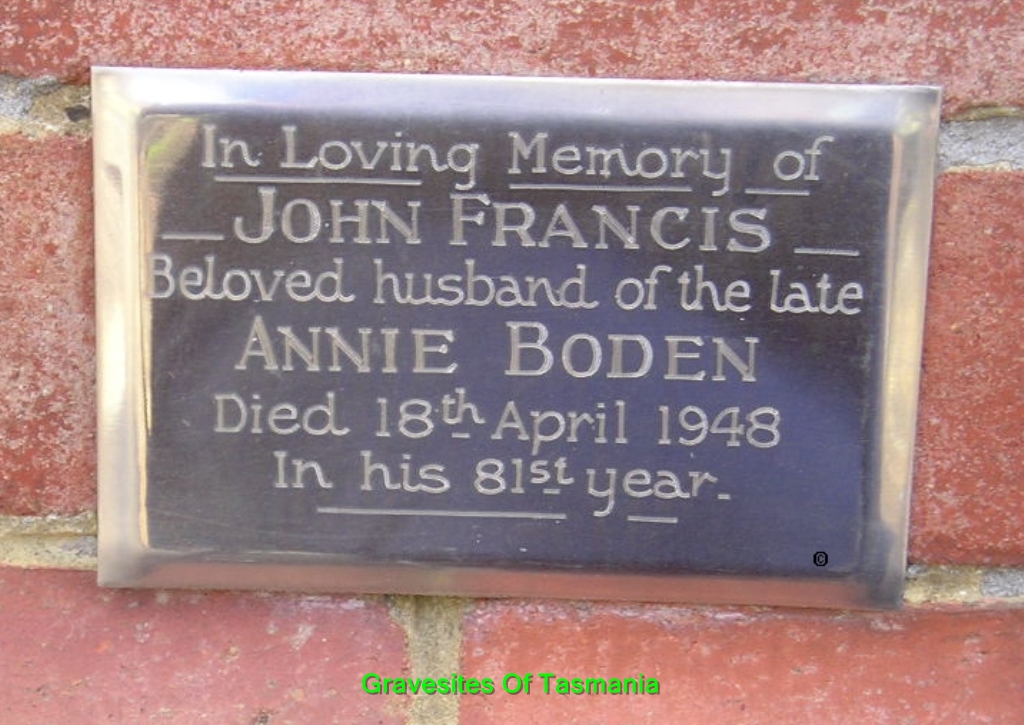 In Loving Memory of
JOHN FRANCIS
Beloved husband of the late
ANNIE BODEN
Died 18th April 1948
In his 81st year.
©
Gravesites Of Tasmania